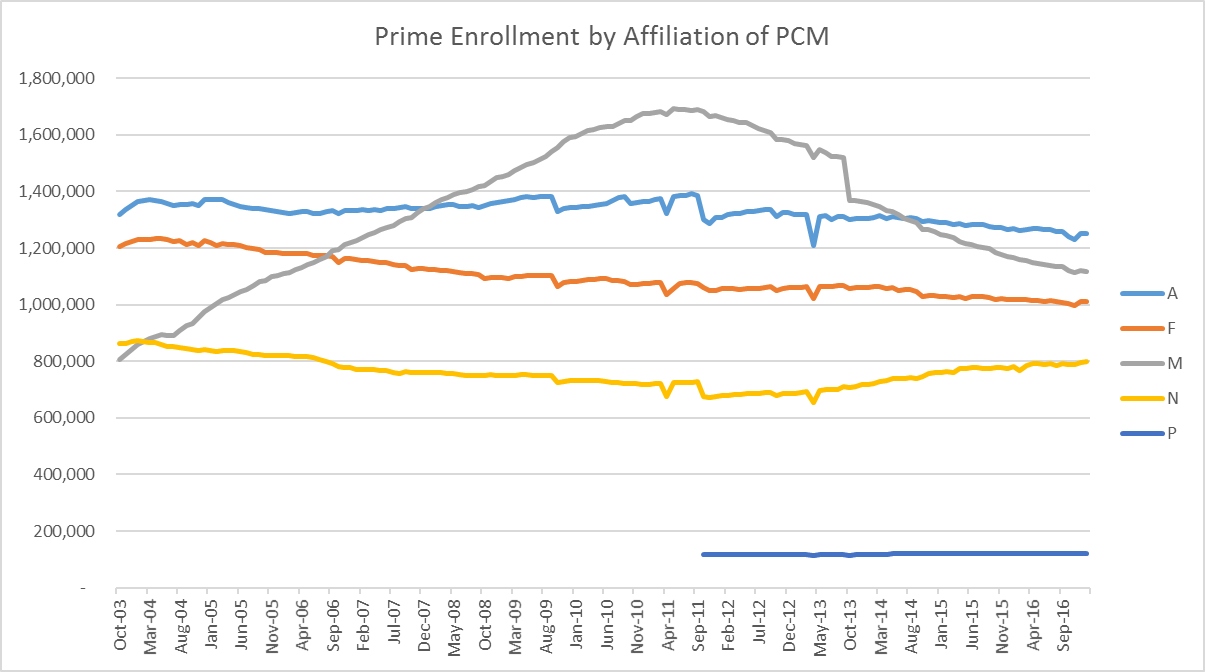 Prime Enrollment by Affiliation of PCM
1,800,000
1,600,000
1,400,000
1,200,000
1,000,000
800,000
600,000
400,000
200,000
-
Oct-03
Mar-04
Aug-04
Jan-05
Jun-05
Nov-05
Apr-06
Sep-06
Feb-07
Jul-07
Dec-07
May-08
Oct-08
Mar-09
Aug-09
Jan-10
Jun-10
Nov-10
Apr-11
Sep-11
Feb-12
Jul-12
Dec-12
May-13
Oct-13
Mar-14
Aug-14
Jan-15
Jun-15
Nov-15
Apr-16
Sep-16
A
F
M
N
P